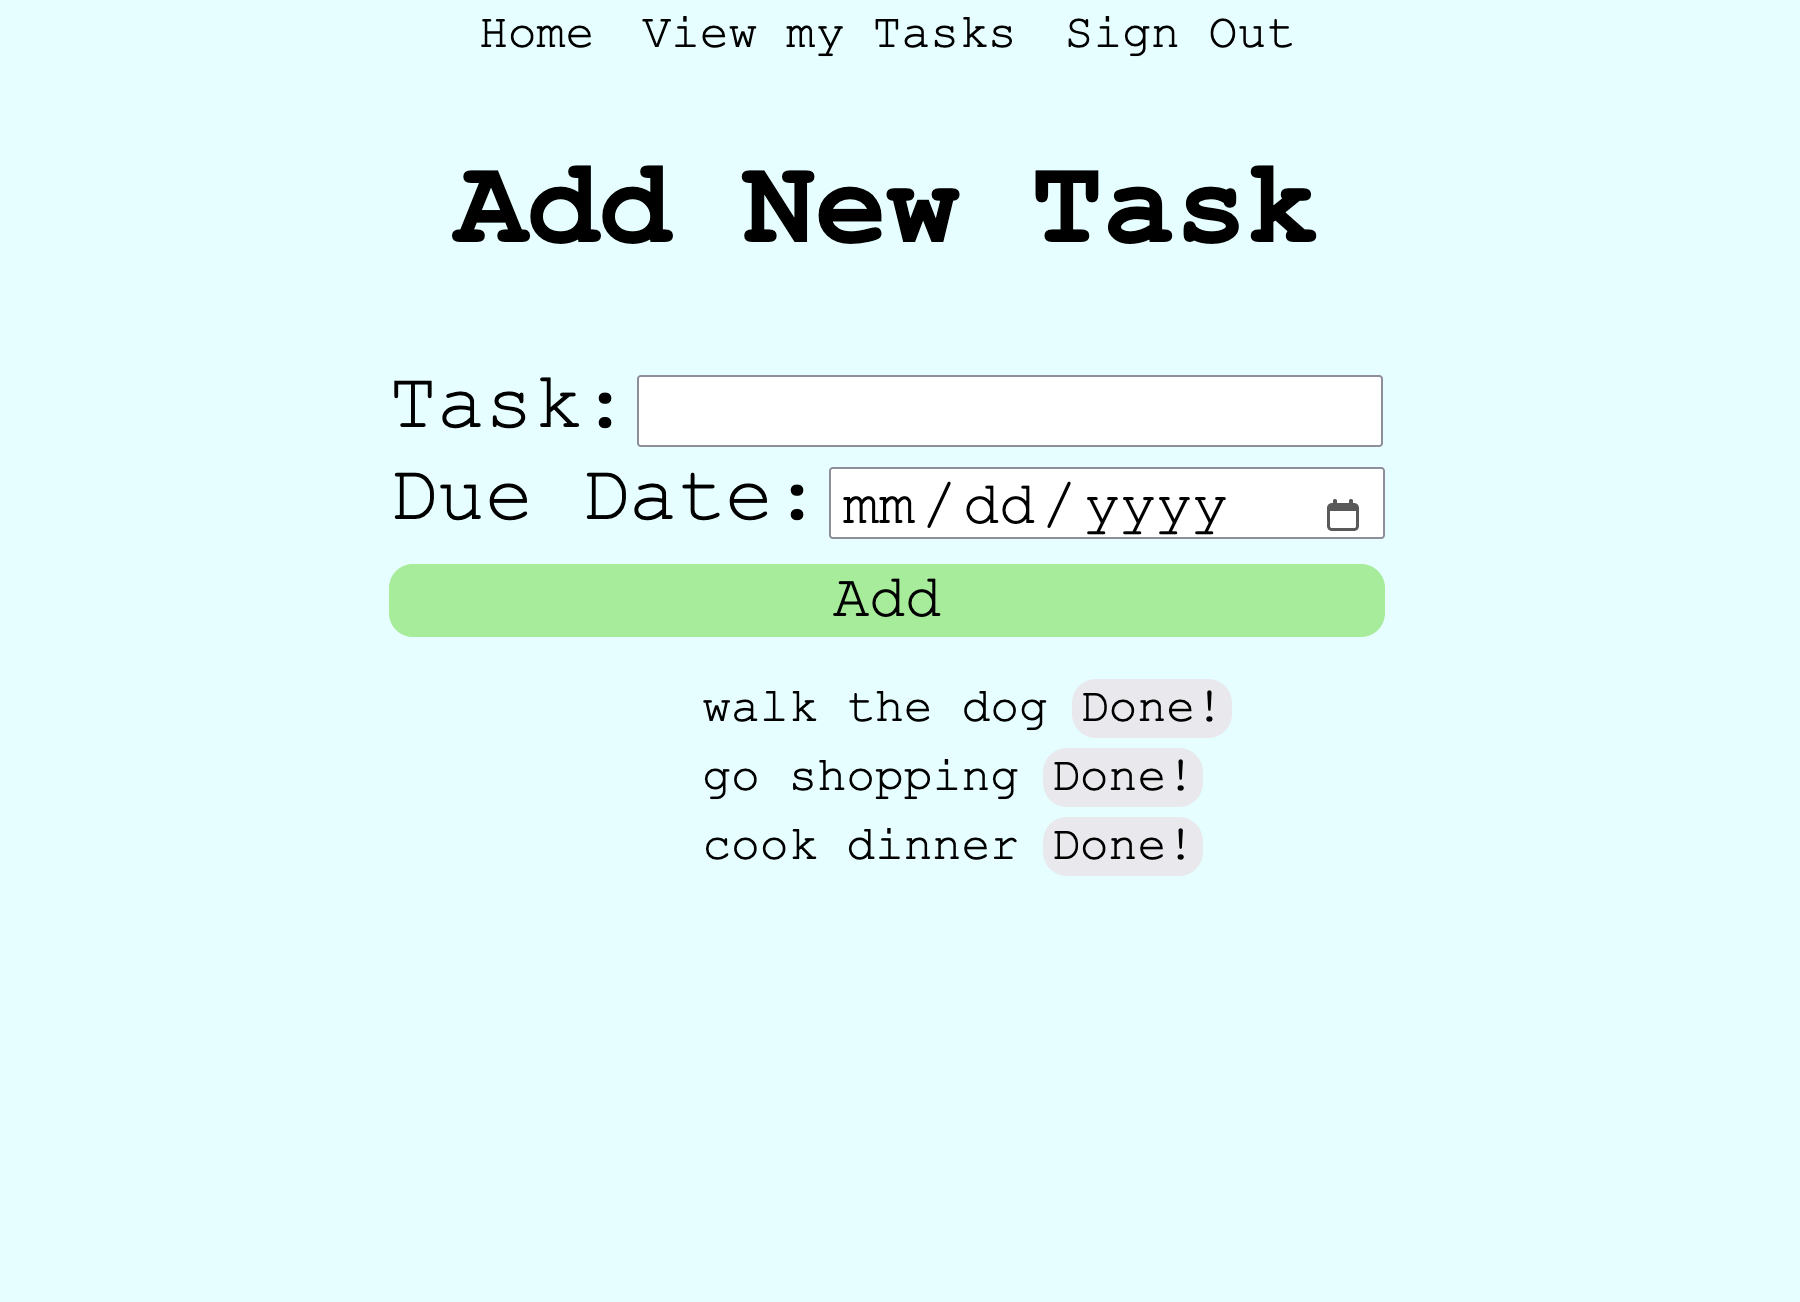 Home View my Tasks Sign Out
Add New Task
Task:
Due Date: mm/dd/yyyy
Add
walk the dog Done!
go shopping Done!
cook dinner Done!